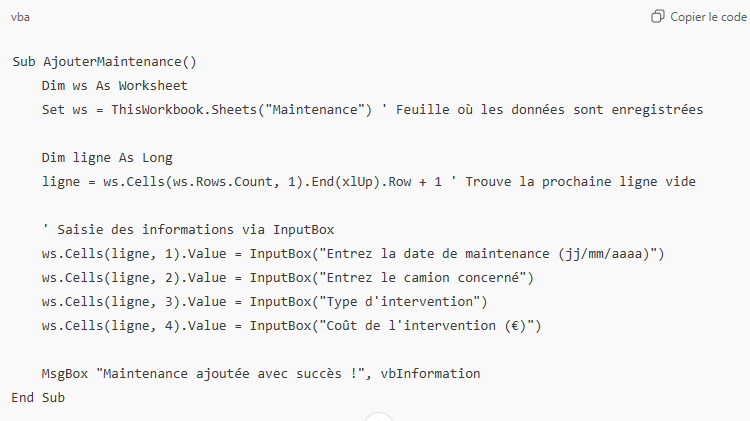 vba
Copier le code
Sub AjouterMaintenance()
Dim ws As Worksheet
Set ws = ThisWorkbook.Sheets("Maintenance") ' Feuille où les données sont enregistrées
Dim ligne As Long
ligne = ws.Cells(ws.Rows.Count, 1).End(xlUp).Row + 1 ' Trouve la prochaine ligne vide
' Saisie des informations via InputBox
ws.Cells(ligne, 1).Value = InputBox("Entrez la date de maintenance (jj/mm/aaaa)")
ws.Cells(ligne, 2).Value = InputBox("Entrez le camion concerné")
ws.Cells(ligne, 3).Value = InputBox("Type d'intervention")
ws.Cells(ligne, 4).Value = InputBox("Coût de l'intervention (€)")
MsgBox "Maintenance ajoutée avec succès !", vbInformation
End Sub